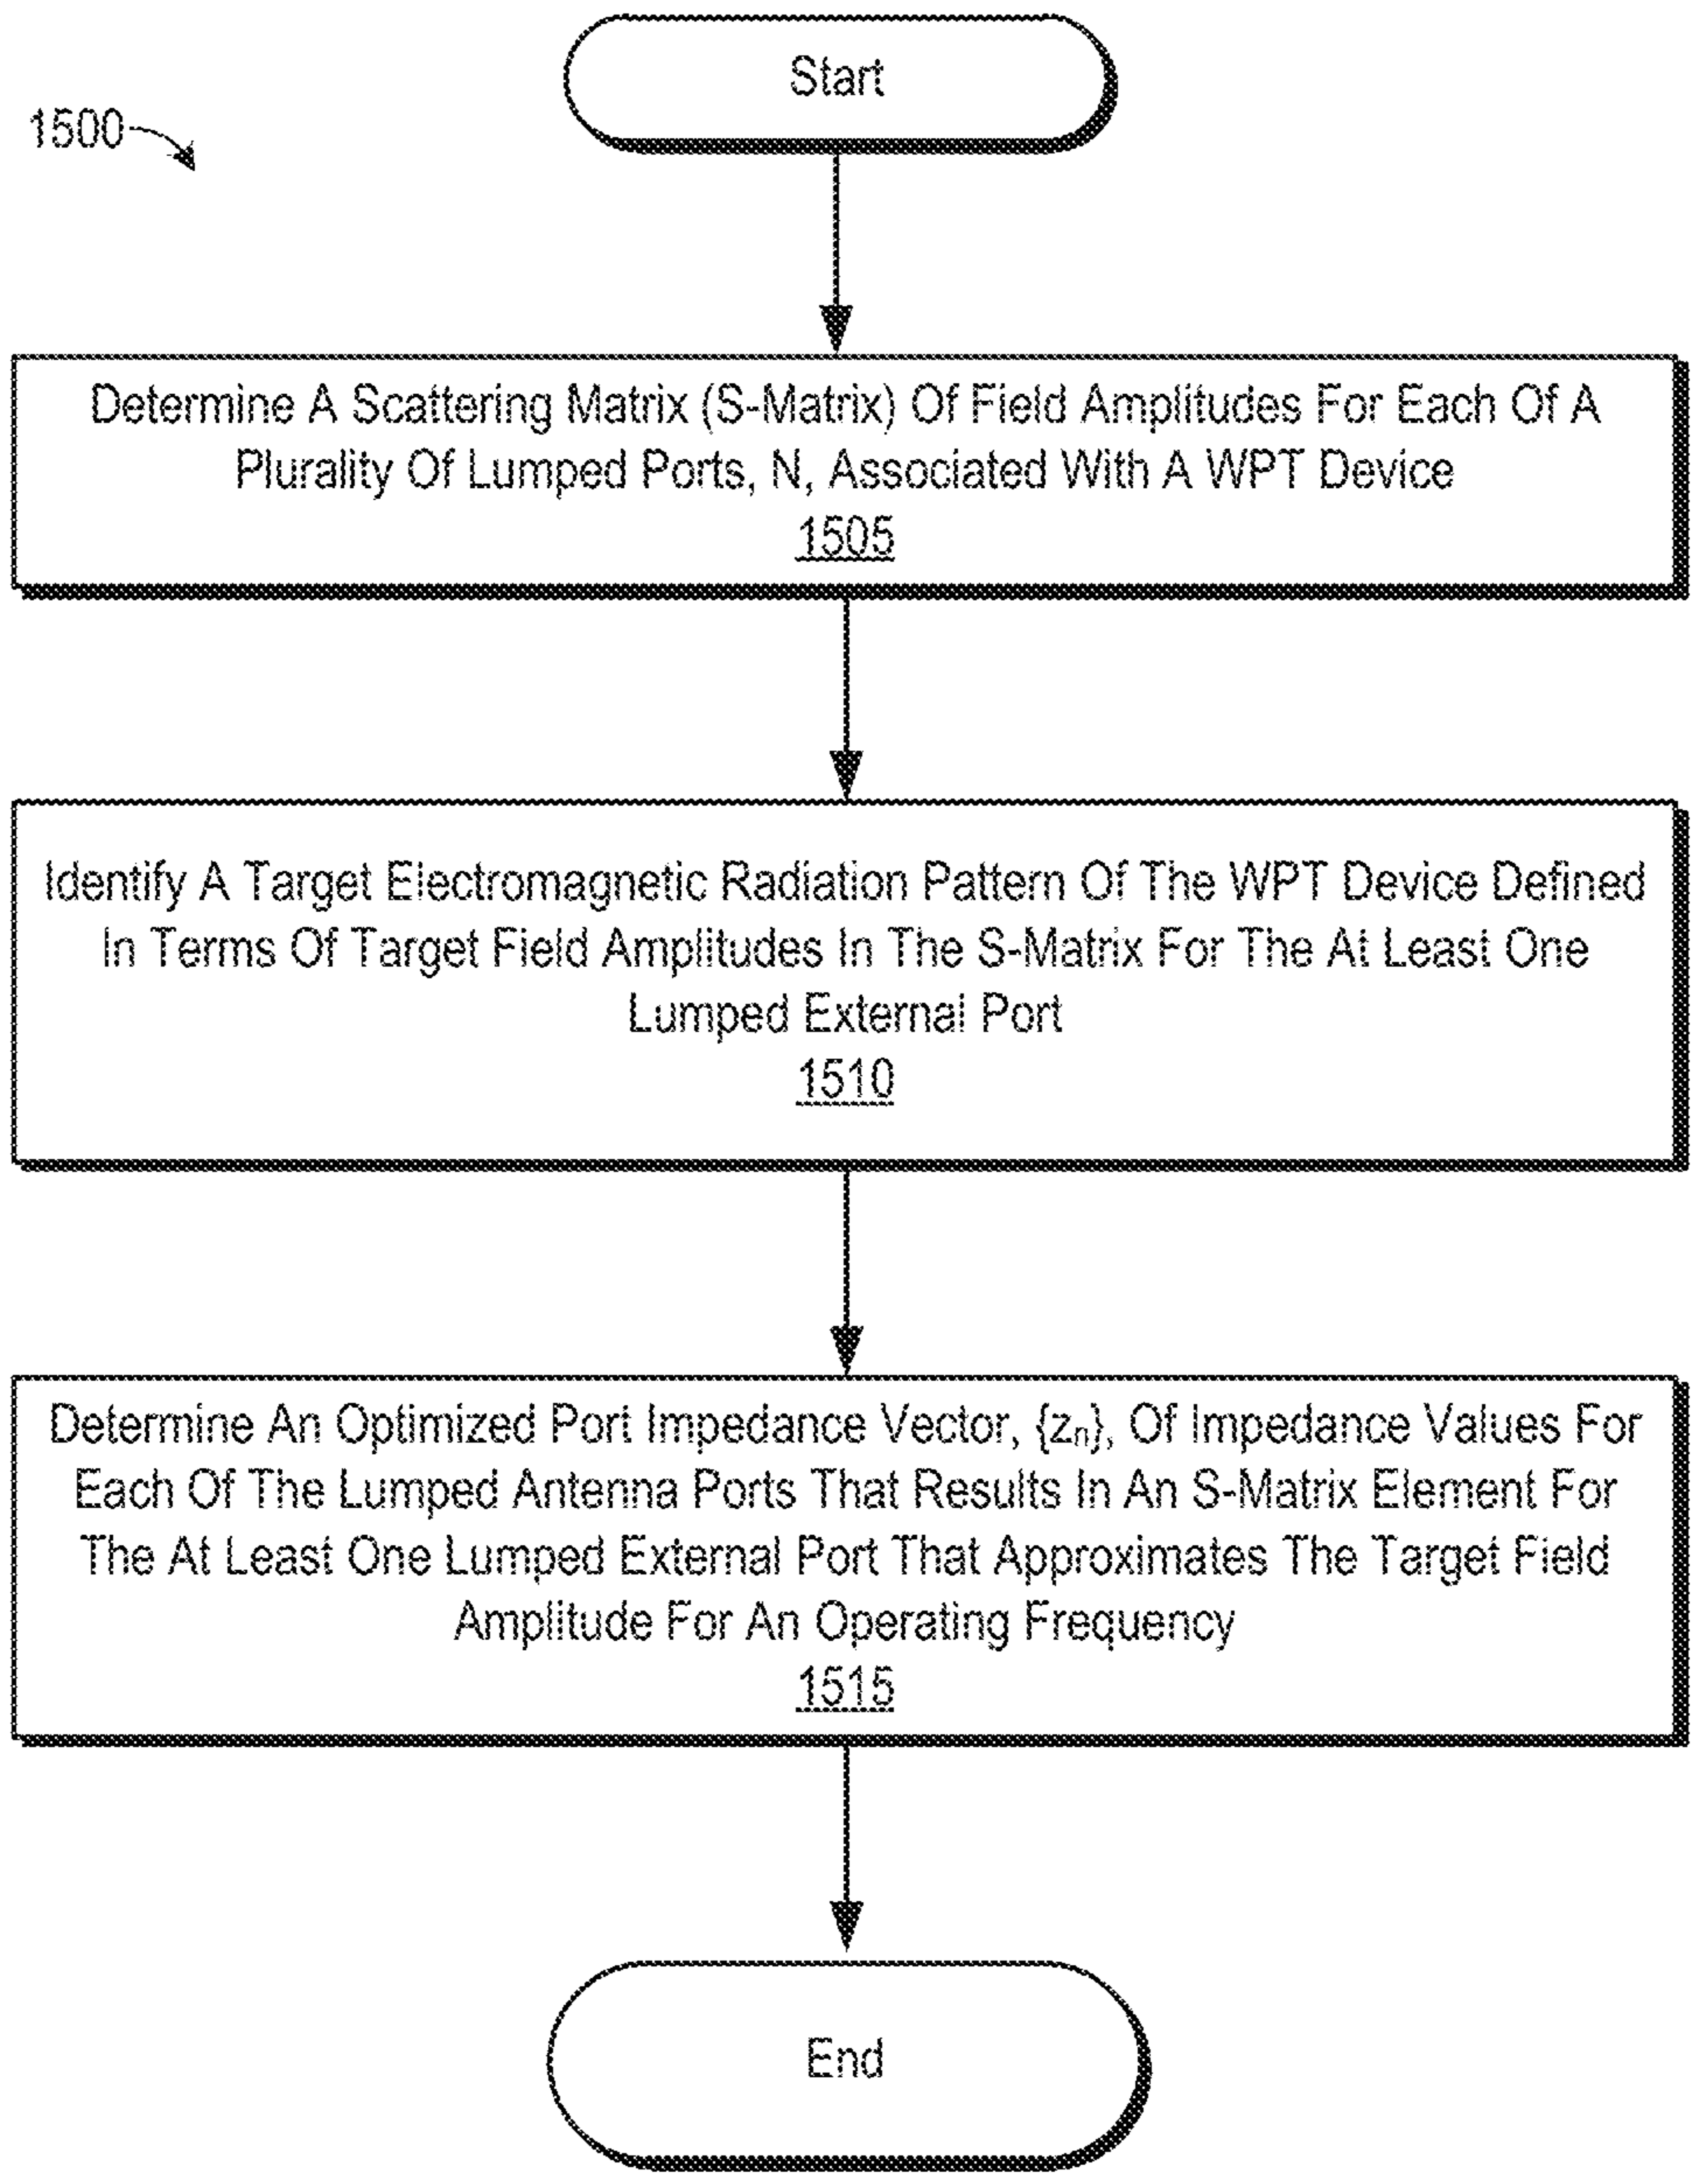 Start
1500
Determine A Scattering Matrix (S-Matrix) Of Field Amplitudes For Each Of A
Plurality Of Lumped Ports, N, Associated With A WPT Device
1505
Identify A Target Electromagnetic Radiation Pattern Of The WPT Device Defined
In Terms Of Target Field Amplitudes In The S-Matrix For The At Least One
Lumped External Port
1510
Determine An Optimized Port Impedance Vector, {zₙ}, Of Impedance Values For
Each Of The Lumped Antenna Ports That Results In An S-Matrix Element For
The At Least One Lumped External Port That Approximates The Target Field
Amplitude For An Operating Frequency
1515
End